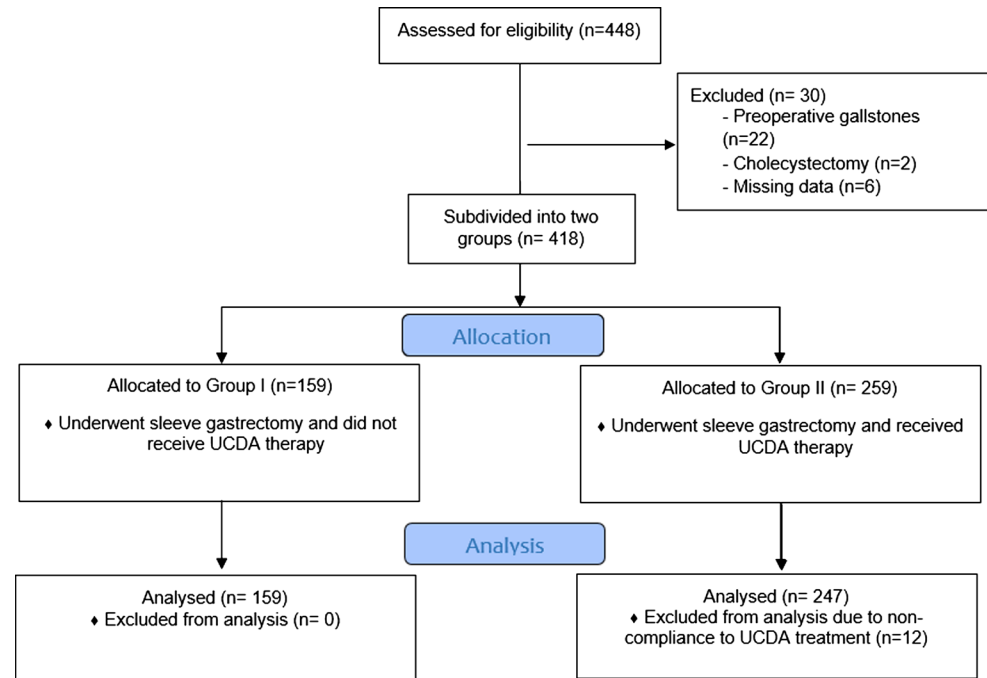 Assessed for eligibility (n=448)
Excluded (n= 30)
- Preoperative gallstones
(n=22)
- Cholecystectomy (n=2)
- Missing data (n=6)
Subdivided into two
groups (n= 418)
Allocation
Allocated to Group I (n=159)
♦ Underwent sleeve gastrectomy and did not
receive UCDA therapy
Allocated to Group II (n= 259)
♦ Underwent sleeve gastrectomy and received
UCDA therapy
Analysis
Analysed (n= 159)
♦ Excluded from analysis (n= 0)
Analysed (n= 247)
♦ Excluded from analysis due to non-
compliance to UCDA treatment (n=12)